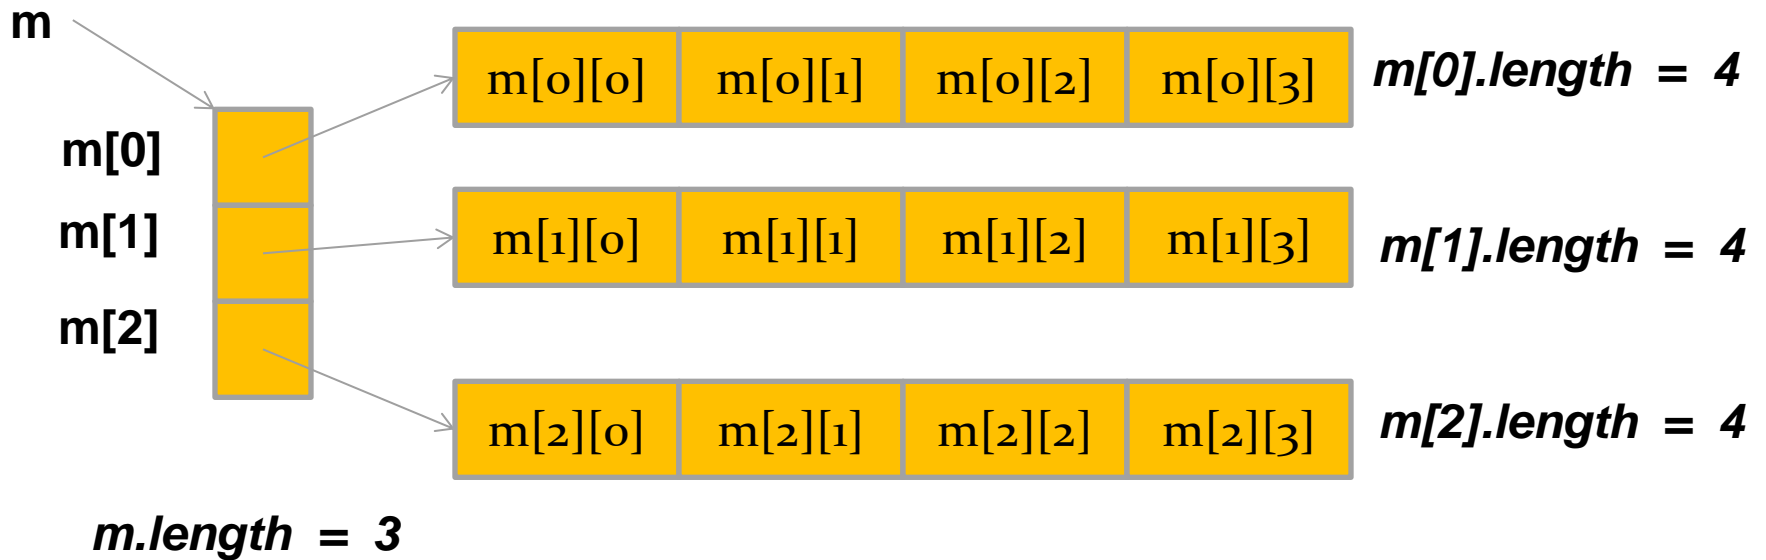 m
m[0][0] m[0][1] m[0][2] m[0][3] m[0].length = 4
m[0]
m[1] m[1][0] m[1][1] m[1][2] m[1][3] m[1].length = 4
m[2]
m[2][0] m[2][1] m[2][2] m[2][3] m[2].length = 4
m.length = 3